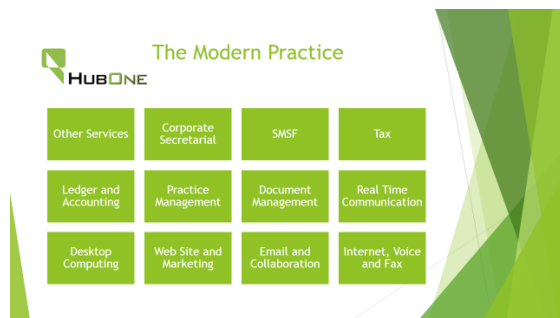 The Modern Practice
HUBONE
Other Services
Corporate
Secretarial
SMSF
Tax
Ledger and
Accounting
Practice
Management
Document
Management
Real Time
Communication
Desktop
Computing
Web Site and
Marketing
Email and
Collaboration
Internet, Voice
and Fax